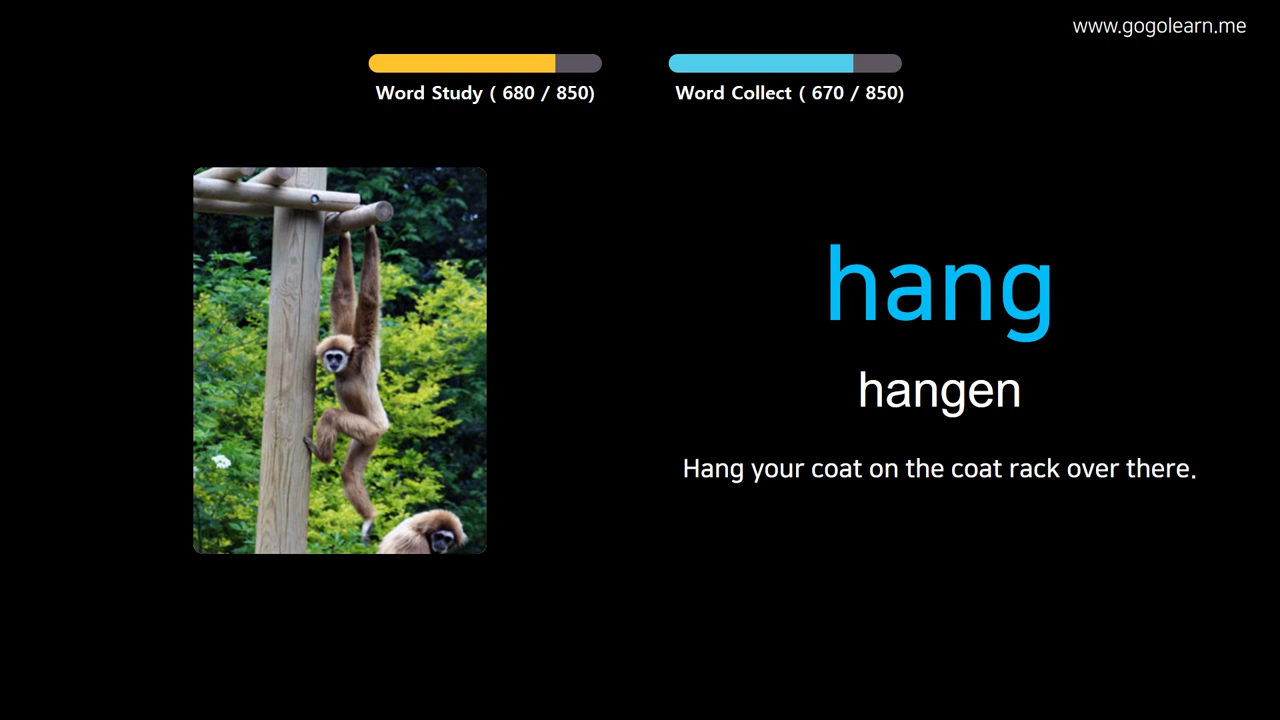 www.gogolearn.me
Word Study ( 680 / 850)
Word Collect ( 670 / 850)
hang
hangen
Hang your coat on the coat rack over there.